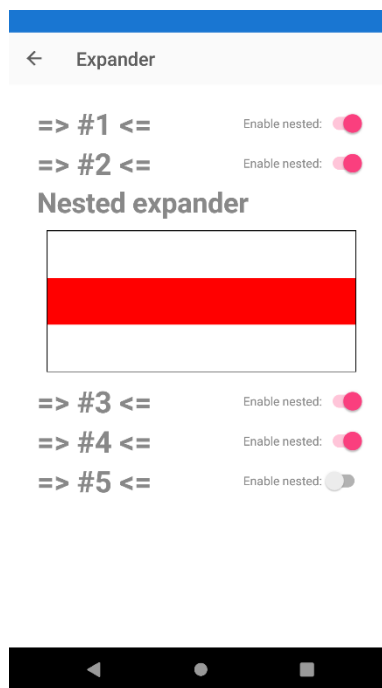 Expander
=> #1 <= Enable nested:
=> #2 <= Enable nested:
Nested expander
=> #3 <= Enable nested:
=> #4 <= Enable nested:
=> #5 <= Enable nested: